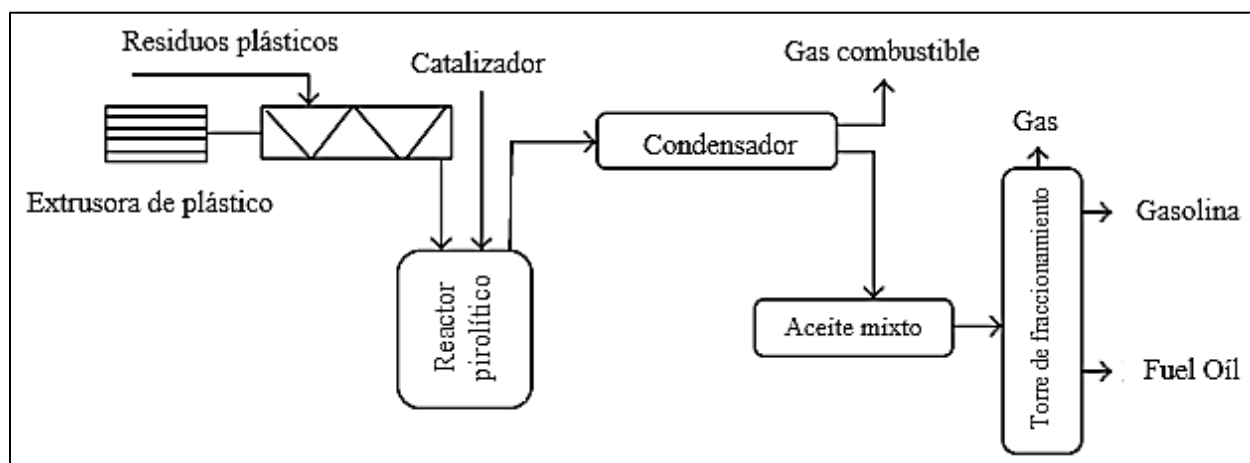 Residuos plásticos
Catalizador
Gas combustible
Extrusora de plástico
Condensador
Gas
Gasolina
Reactor
pirolítico
Aceite mixto
Torre de fraccionamiento
Fuel Oíl